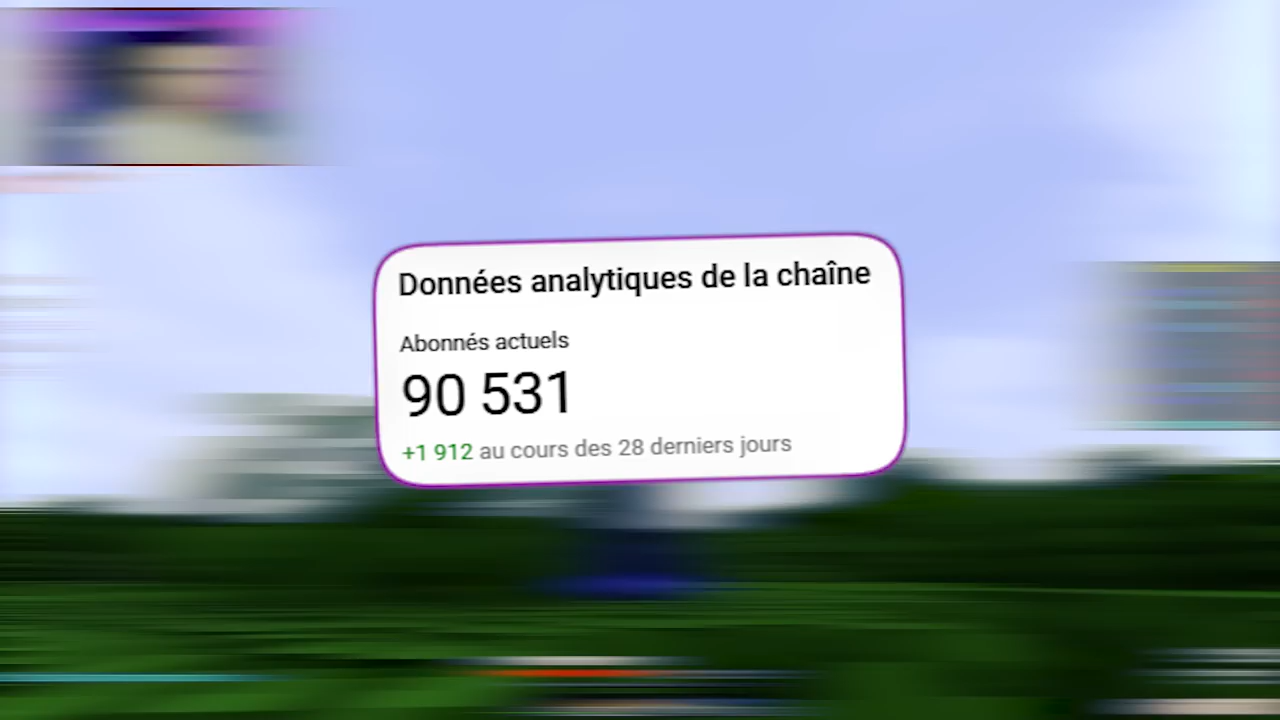 Données analytiques de la chaîne
Abonnés actuels
90 531
+1 912 au cours des 28 derniers jours